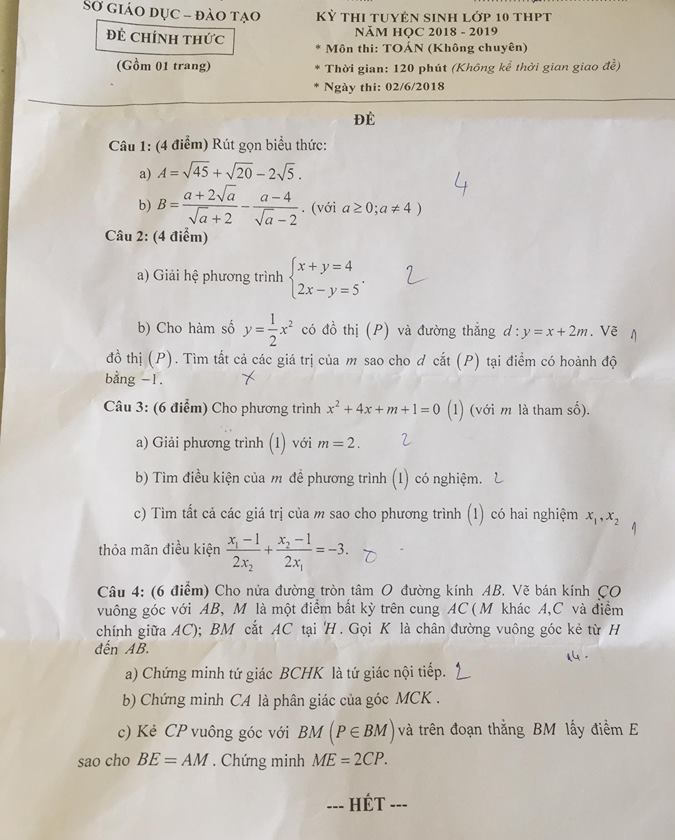 SỞ GIÁO DỤC – ĐÀO TẠO
ĐỀ CHÍNH THỨC
(Gồm 01 trang)
KỲ THI TUYỂN SINH LỚP 10 THPT
NĂM HỌC 2018 - 2019
* Môn thi: TOÁN (Không chuyên)
* Thời gian: 120 phút (Không kể thời gian giao đề)
* Ngày thi: 02/6/2018
ĐỀ
Câu 1: (4 điểm) Rút gọn biểu thức:
a) A = √45 + √20 − 2√5 .
4
b) B = (a + 2√a)/(√a + 2) − (a − 4)/(√a − 2) . (với a ≥ 0; a ≠ 4 )
Câu 2: (4 điểm)
a) Giải hệ phương trình { x + y = 4
2x − y = 5 . 2
b) Cho hàm số y = 1/2 x² có đồ thị (P) và đường thẳng d : y = x + 2m. Vẽ
đồ thị (P). Tìm tất cả các giá trị của m sao cho d cắt (P) tại điểm có hoành độ
bằng −1.
Câu 3: (6 điểm) Cho phương trình x² + 4x + m + 1 = 0 (1) (với m là tham số).
a) Giải phương trình (1) với m = 2. 2
b) Tìm điều kiện của m để phương trình (1) có nghiệm. 2
c) Tìm tất cả các giá trị của m sao cho phương trình (1) có hai nghiệm x₁, x₂
thỏa mãn điều kiện (x₁ − 1)/(2x₂) + (x₂ − 1)/(2x₁) = −3.
Câu 4: (6 điểm) Cho nửa đường tròn tâm O đường kính AB. Vẽ bán kính CO
vuông góc với AB, M là một điểm bất kỳ trên cung AC ( M khác A,C và điểm
chính giữa AC); BM cắt AC tại H . Gọi K là chân đường vuông góc kẻ từ H
đến AB.
a) Chứng minh tứ giác BCHK là tứ giác nội tiếp. 2
b) Chứng minh CA là phân giác của góc MCK .
c) Kẻ CP vuông góc với BM (P ∈ BM) và trên đoạn thẳng BM lấy điểm E
sao cho BE = AM . Chứng minh ME = 2CP.
--- HẾT ---